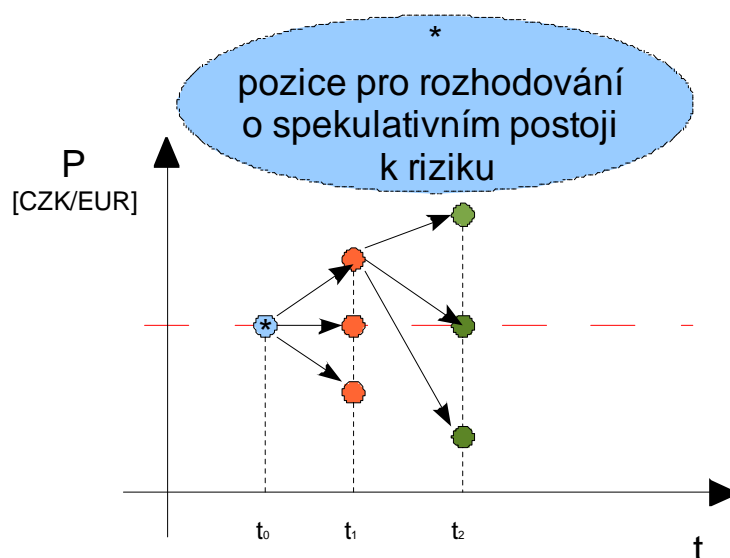 *
pozice pro rozhodování
o spekulativním postoji
k riziku
P
[CZK/EUR]
*
t₀
t₁
t₂
t